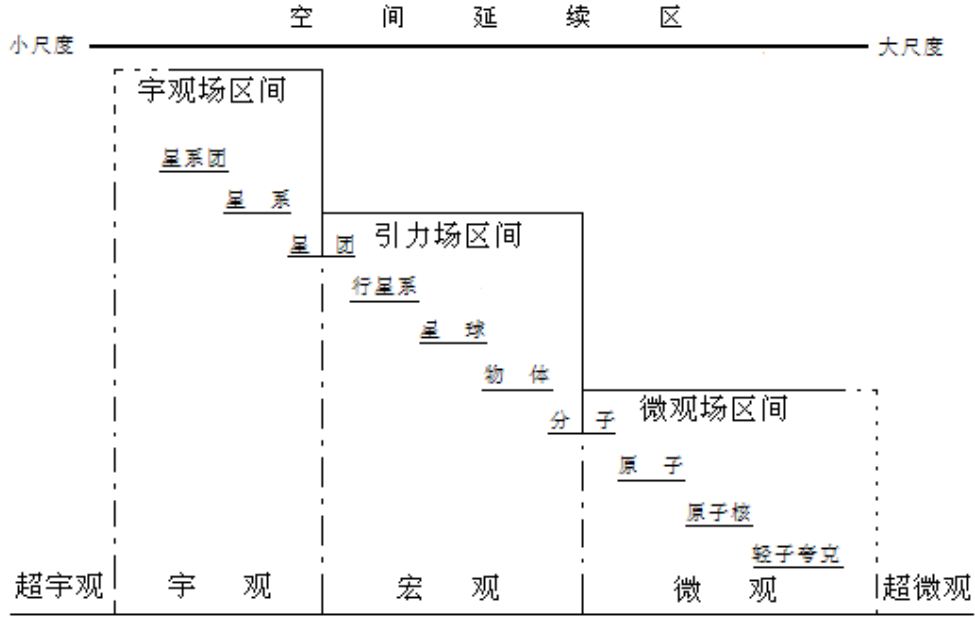 空间延续区
小尺度 大尺度
宇观场区间
星系团
星系
星团
引力场区间
行星系
星球
物体
分子
微观场区间
原子
原子核
轻子夸克
超宇观 宇观 宏观 微观 超微观